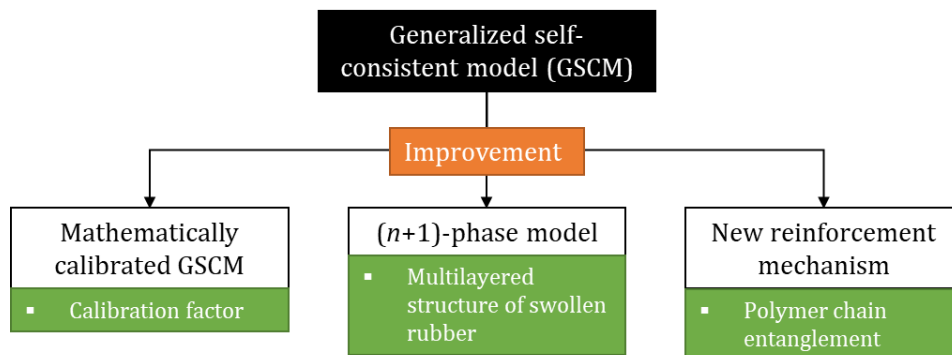 Generalized self-
consistent model (GSCM)
Improvement
Mathematically
calibrated GSCM
▪ Calibration factor
(n+1)-phase model
▪ Multilayered
structure of swollen
rubber
New reinforcement
mechanism
▪ Polymer chain
entanglement